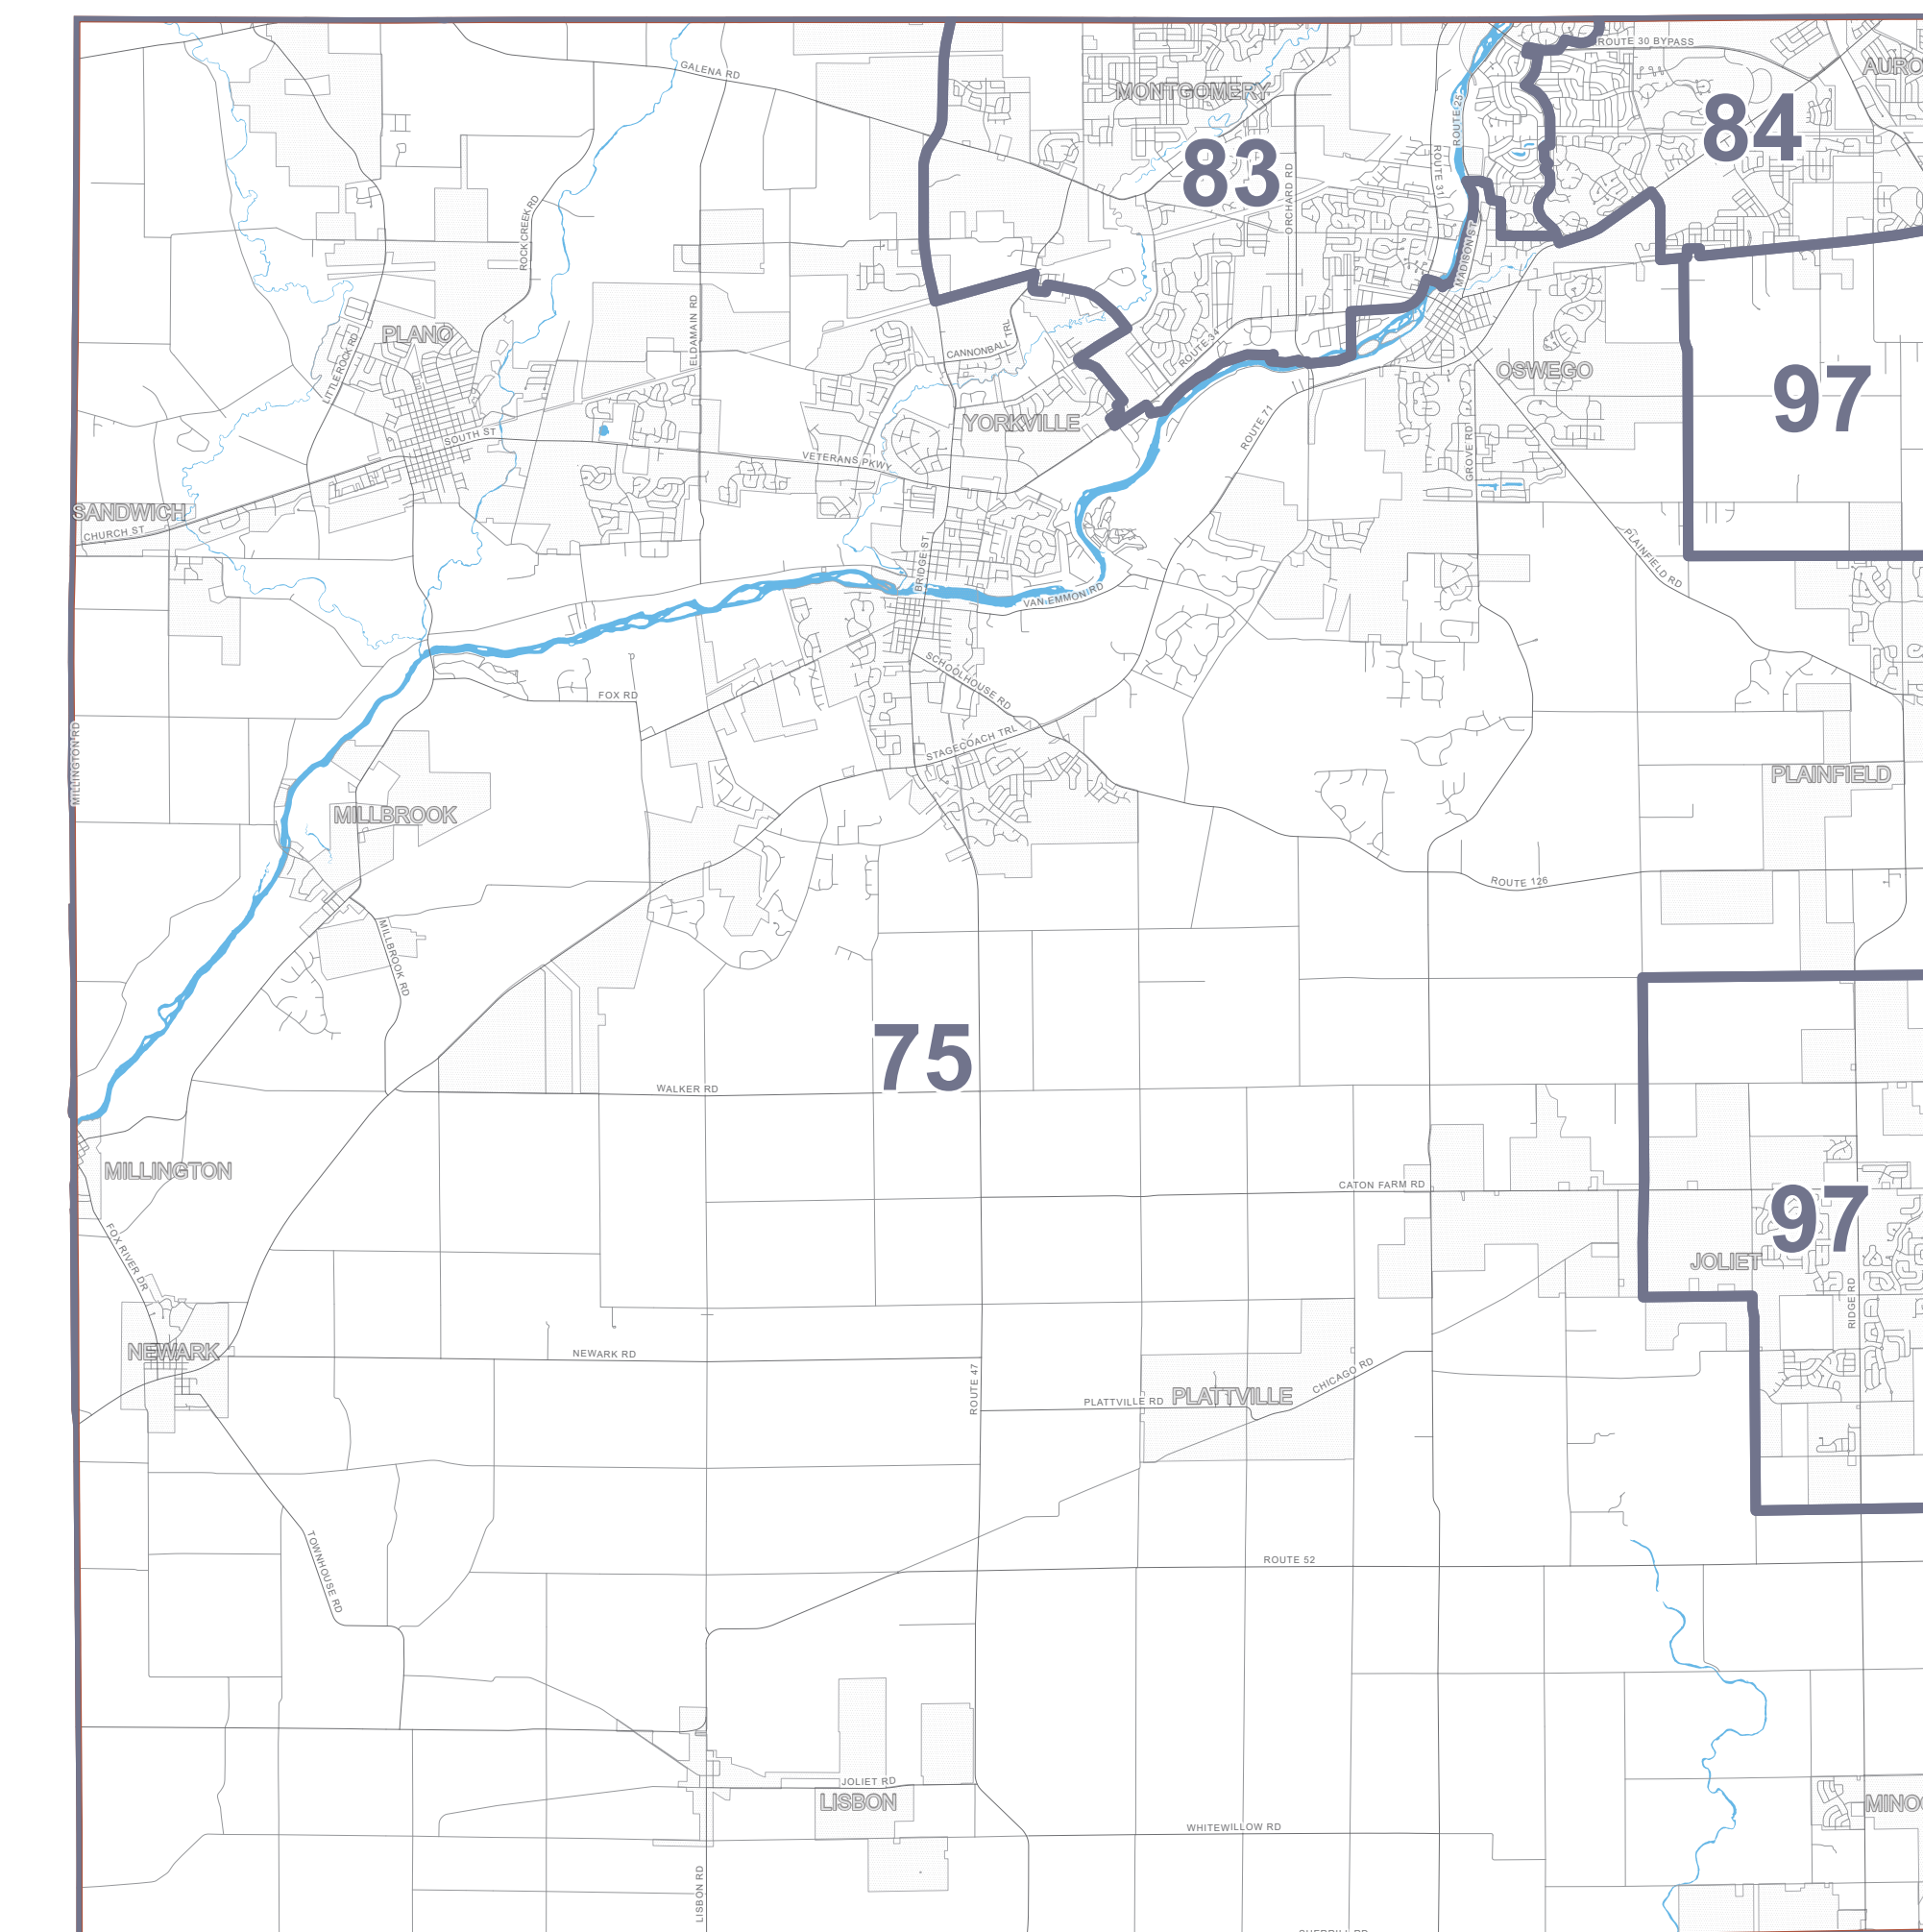 ROUTE 30 BYPASS
AURO
GALENA RD
MONTGOMERY
84
ROUTE 25
83
ROUTE 31
ORCHARD RD
ROCK CREEK RD
MADISON ST
ELDAMAIN RD
PLANO
LITTLE ROCK RD
CANNONBALL TRL
ROUTE 34
OSWEGO
97
YORKVILLE
ROUTE 71
SOUTH ST
VETERANS PKWY
GROVE RD
SANDWICH
CHURCH ST
PLAINFIELD RD
BRIDGE ST
VAN EMMON RD
SCHOOLHOUSE RD
FOX RD
STAGECOACH TRL
MILLINGTON RD
PLAINFIELD
MILLBROOK
ROUTE 126
MILLBROOK RD
75
WALKER RD
MILLINGTON
CATON FARM RD
97
FOX RIVER DR
JOLIET
RIDGE RD
NEWARK
NEWARK RD
ROUTE 47
CHICAGO RD
PLATTVILLE RD
PLATTVILLE
ROUTE 52
TOWNHOUSE RD
JOLIET RD
LISBON
MINOO
WHITEWILLOW RD
LISBON RD
SHERRILL RD